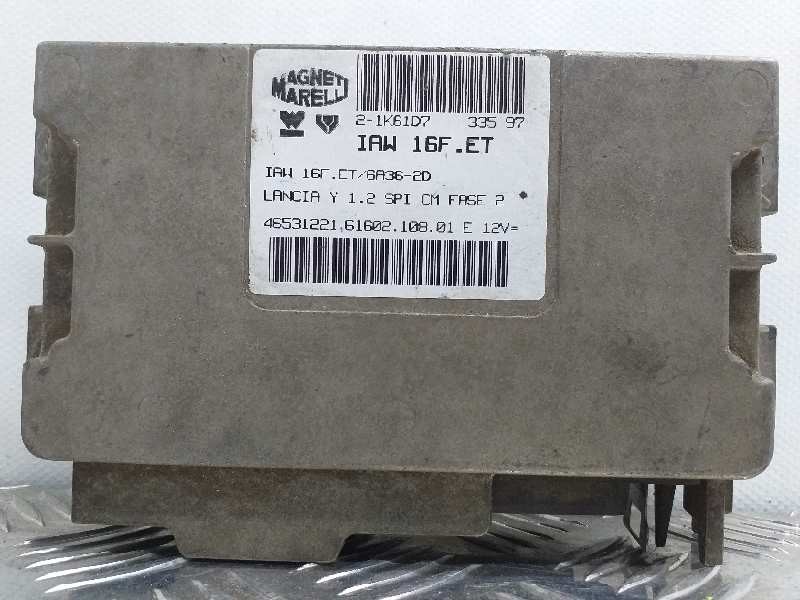 MAGNETI
MARELLI
2-1K61D7 335 97
IAW 16F.ET
IAW 16F.ET/6A36-2D
LANCIA Y 1.2 SPI CM FASE 2
46531221,61602.108.01 E 12V=